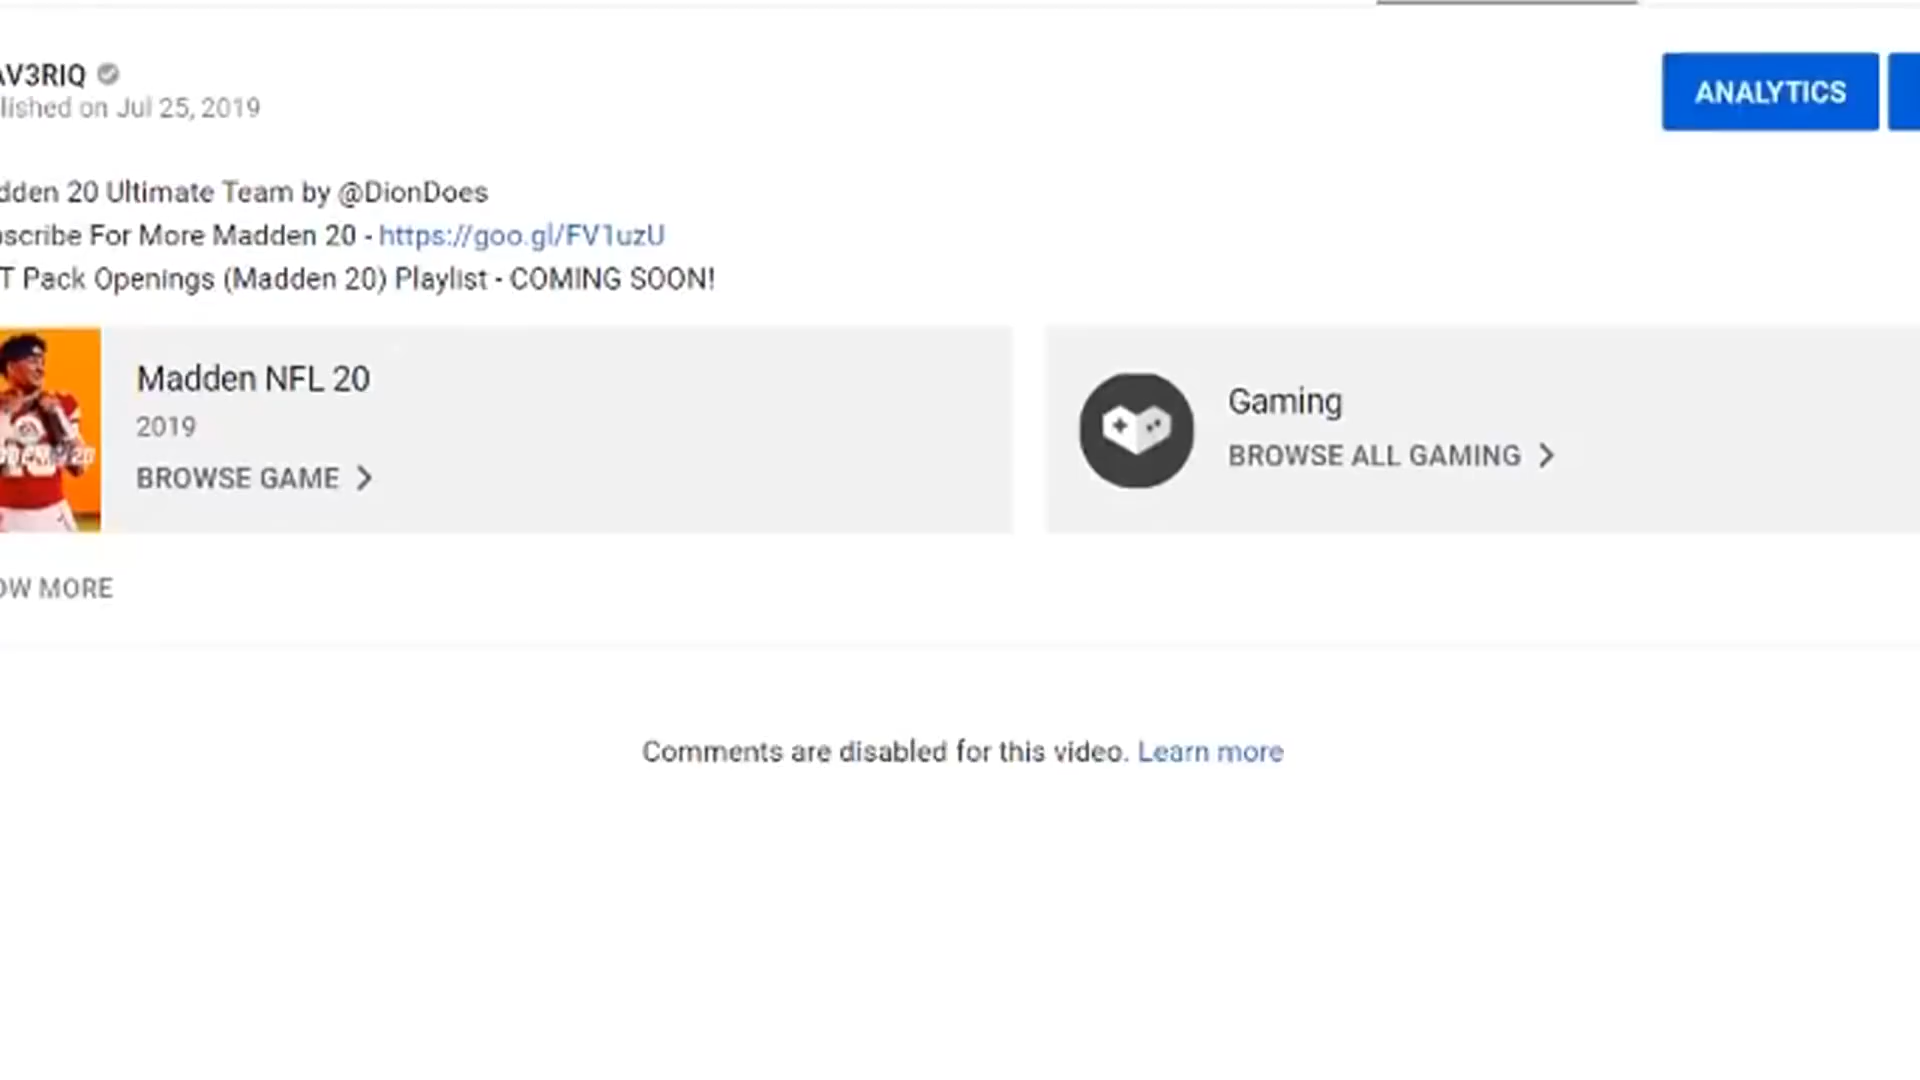 AV3RIQ
lished on Jul 25, 2019
ANALYTICS
dden 20 Ultimate Team by @DionDoes
scribe For More Madden 20 - https://goo.gl/FV1uzU
T Pack Openings (Madden 20) Playlist - COMING SOON!
Madden NFL 20
2019
BROWSE GAME
Gaming
BROWSE ALL GAMING
OW MORE
Comments are disabled for this video. Learn more